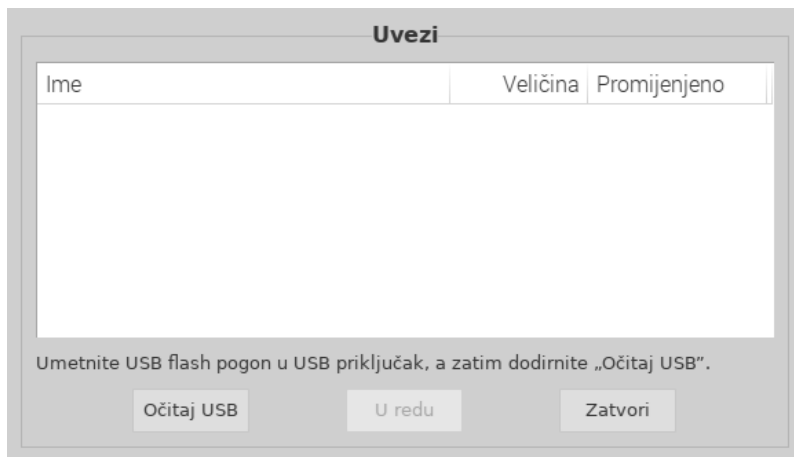 Uvezi
Ime Veličina Promijenjeno
Umetnite USB flash pogon u USB priključak, a zatim dodirnite „Očitaj USB”.
Očitaj USB U redu Zatvori